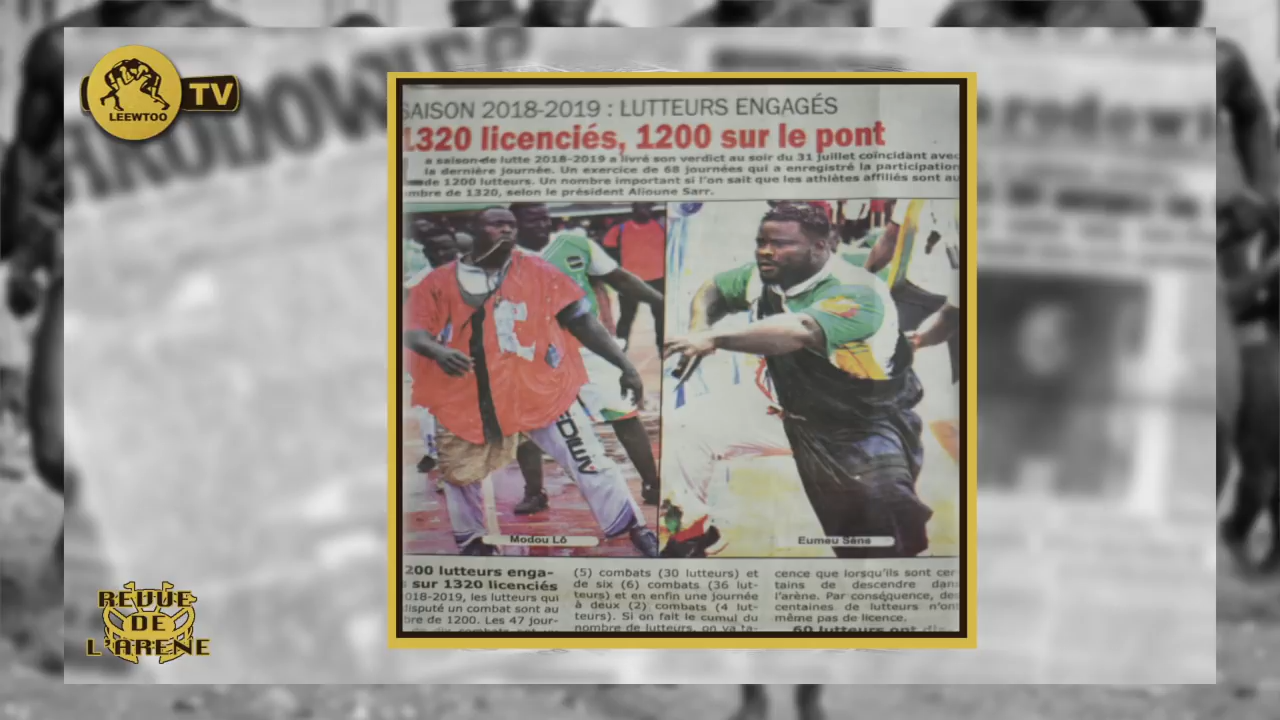 LEEWTOO
TV
SAISON 2018-2019 : LUTTEURS ENGAGÉS
1320 licenciés, 1200 sur le pont
a saison de lutte 2018-2019 a livré son verdict au soir du 31 juillet coïncidant avec
la dernière journée. Un exercice de 68 journées qui a enregistré la participation
de 1200 lutteurs. Un nombre important si l'on sait que les athlètes affiliés sont au
mbre de 1320, selon le président Alioune Sarr.
Modou Lô
Eumeu Sène
200 lutteurs enga-
sur 1320 licenciés
018-2019, les lutteurs qui
disputé un combat sont au
bre de 1200. Les 47 jour-
(5) combats (30 lutteurs) et
de six (6) combats (36 lut-
teurs) et en enfin une journée
à deux (2) combats (4 lut-
teurs). Si on fait le cumul du
nombre de lutteurs, on va ta-
cence que lorsqu'ils sont cer
tains de descendre dans
l'arène. Par conséquence, des
centaines de lutteurs n'ont
même pas de licence.
60 lutteurs ont
REVUE
DE
L'ARENE